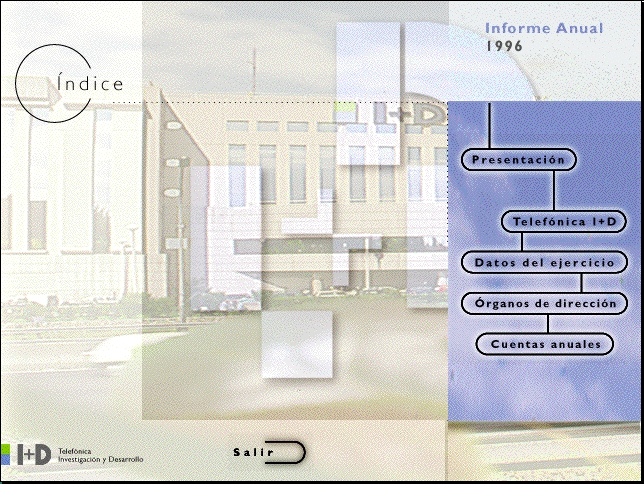 Informe Anual
1996
Índice
I+D
Presentación
Telefónica I+D
Datos del ejercicio
Órganos de dirección
Cuentas anuales
Salir
I+D
Telefónica
Investigación y Desarrollo